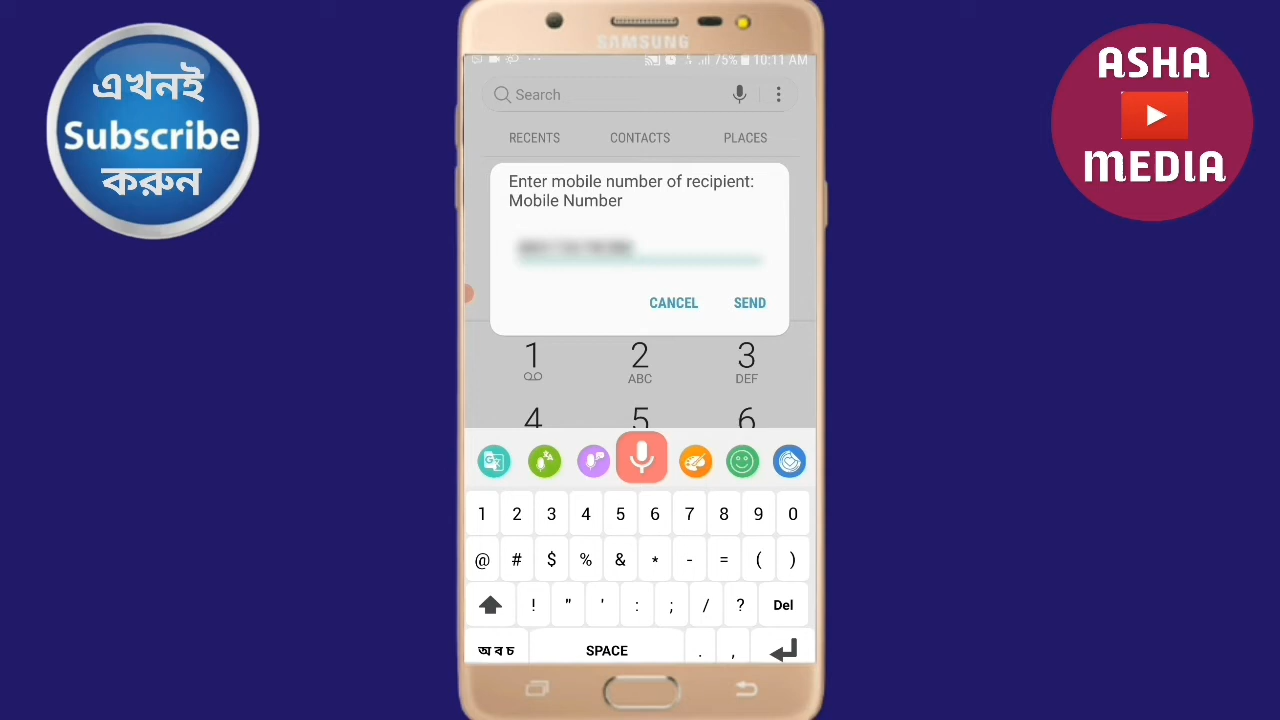 এখনই
Subscribe
করুন
ASHA
MEDIA
SAMSUNG
75% 10:11 AM
Search
RECENTS CONTACTS PLACES
Enter mobile number of recipient:
Mobile Number
CANCEL SEND
1 2 3
ABC DEF
4 5 6
1 2 3 4 5 6 7 8 9 0
@ # $ % & * - = ( )
! " ' : ; / ? Del
অ ব চ SPACE . ,